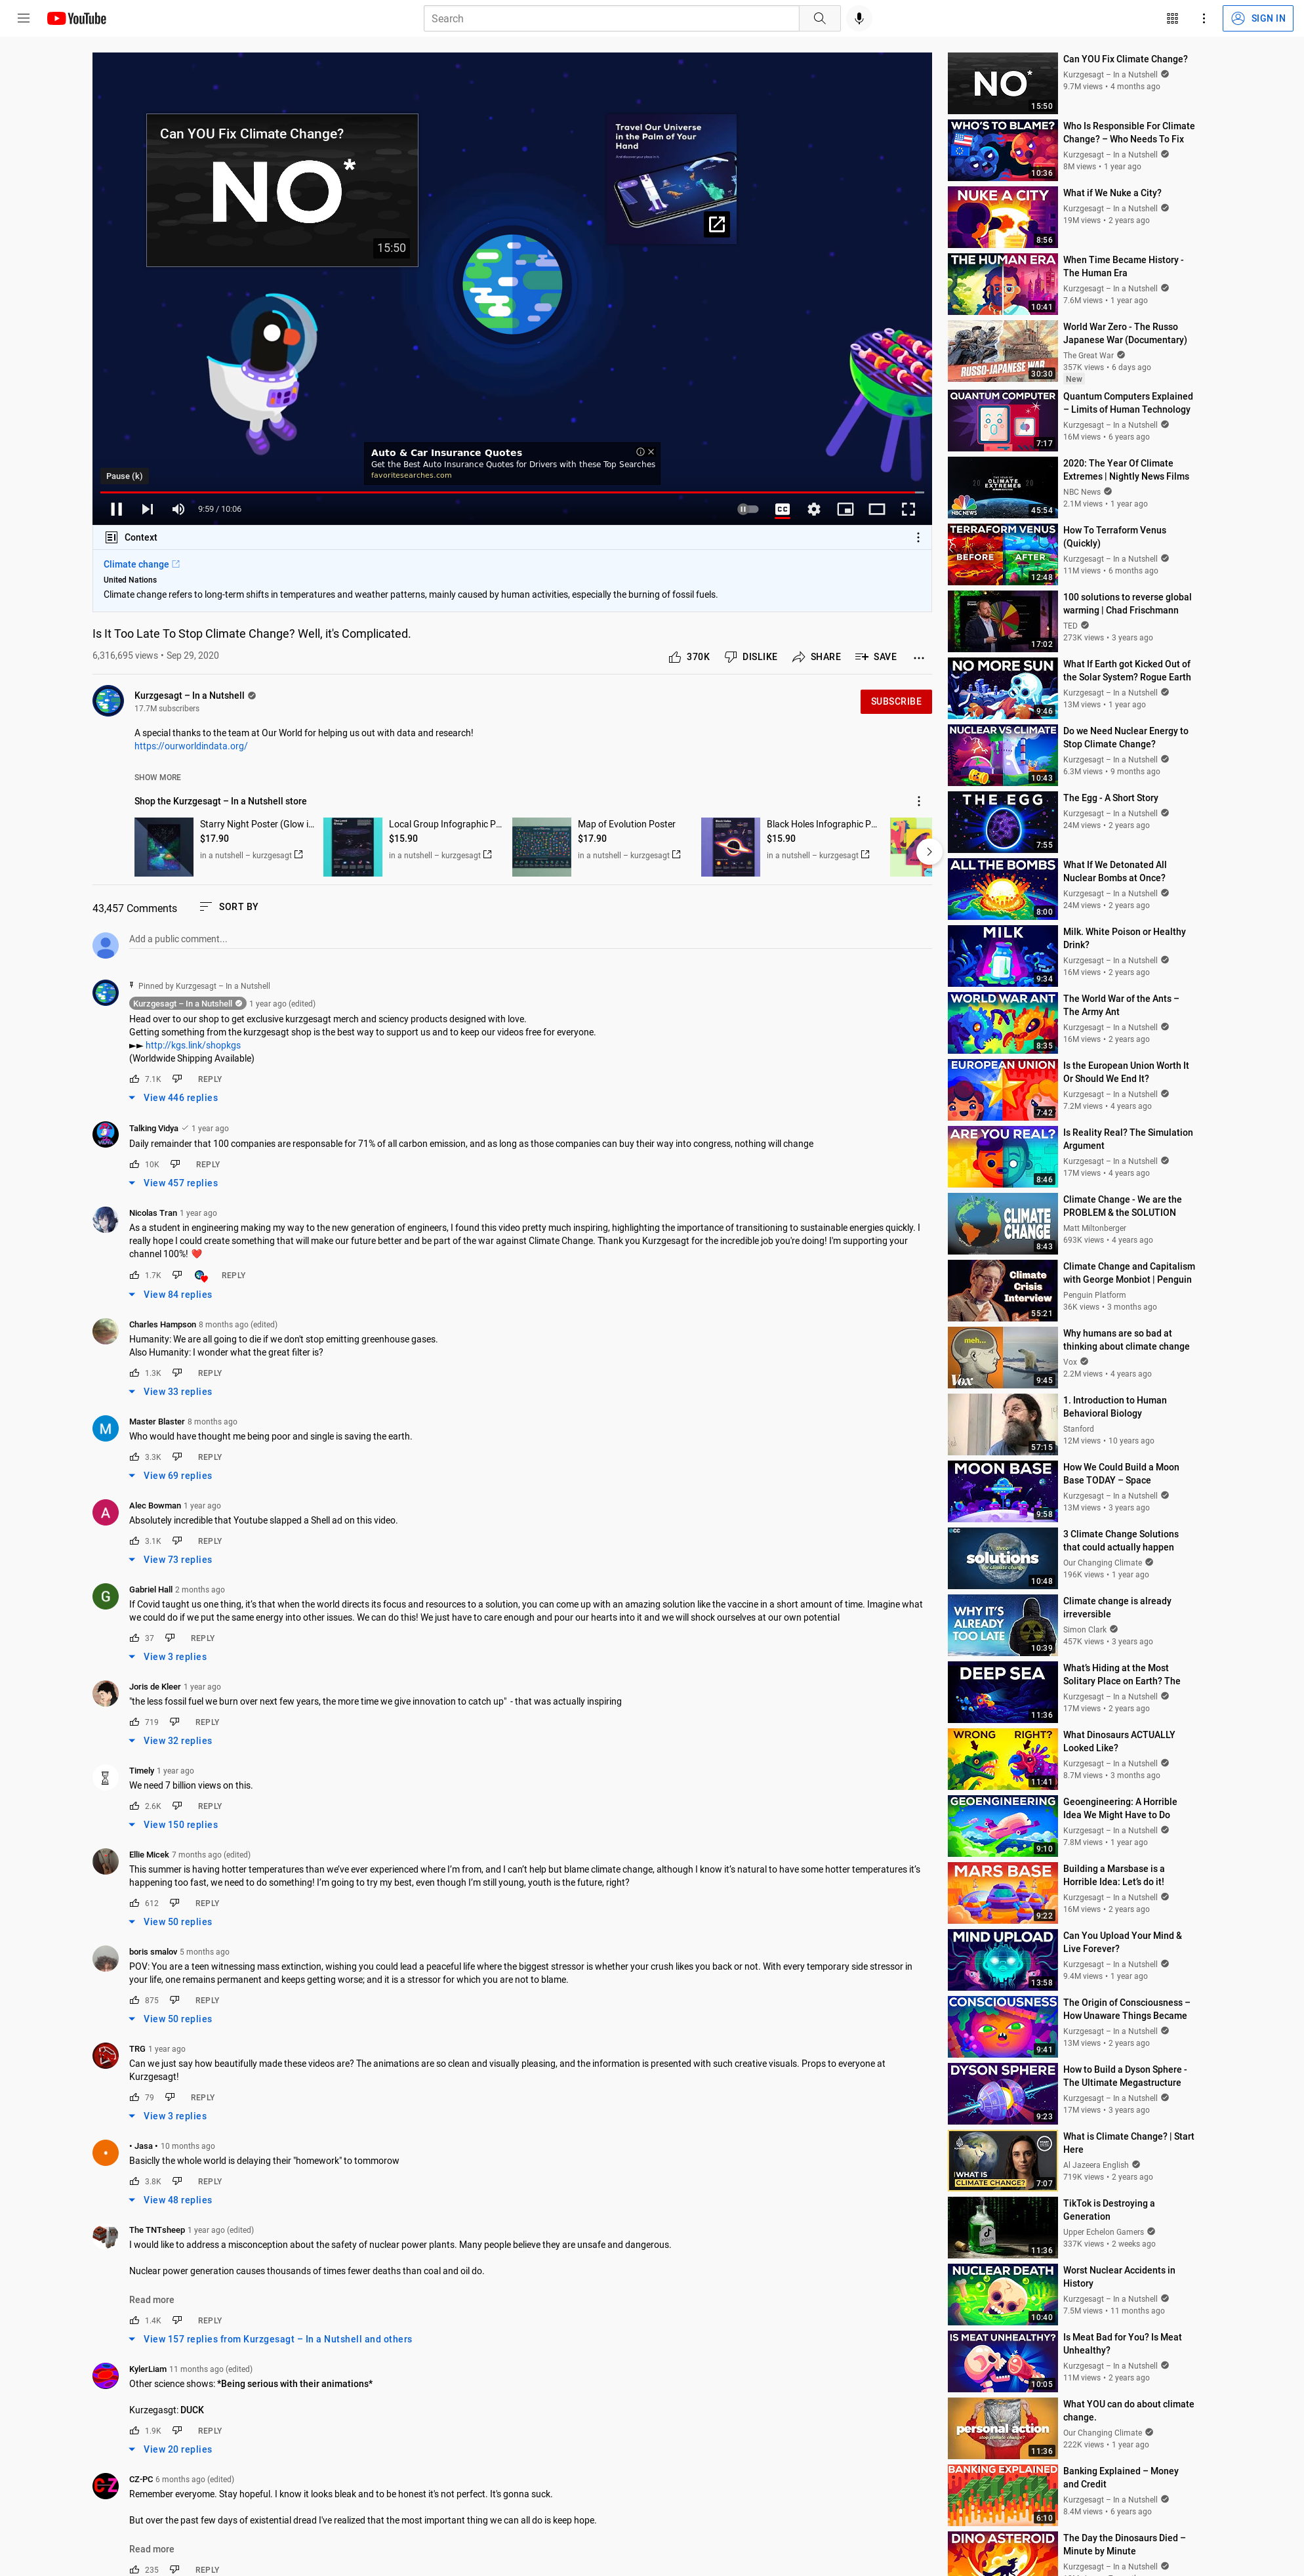 YouTube
Search
SIGN IN
Can YOU Fix Climate Change?
NO*
15:50
Travel Our Universe
in the Palm of Your
Hand
Auto & Car Insurance Quotes
Get the Best Auto Insurance Quotes for Drivers with these Top Searches
favoritesearches.com
Pause (k)
9:59 / 10:06
CC
Context
Climate change
United Nations
Climate change refers to long-term shifts in temperatures and weather patterns, mainly caused by human activities, especially the burning of fossil fuels.
Is It Too Late To Stop Climate Change? Well, it's Complicated.
6,316,695 views • Sep 29, 2020
370K
DISLIKE
SHARE
SAVE
Kurzgesagt – In a Nutshell
17.7M subscribers
SUBSCRIBE
A special thanks to the team at Our World for helping us out with data and research!
https://ourworldindata.org/
SHOW MORE
Shop the Kurzgesagt – In a Nutshell store
Starry Night Poster (Glow i...
$17.90
in a nutshell – kurzgesagt
Local Group Infographic P...
$15.90
in a nutshell – kurzgesagt
Map of Evolution Poster
$17.90
in a nutshell – kurzgesagt
Black Holes Infographic P...
$15.90
in a nutshell – kurzgesagt
43,457 Comments
SORT BY
Add a public comment...
Pinned by Kurzgesagt – In a Nutshell
Kurzgesagt – In a Nutshell 1 year ago (edited)
Head over to our shop to get exclusive kurzgesagt merch and sciency products designed with love.
Getting something from the kurzgesagt shop is the best way to support us and to keep our videos free for everyone.
►► http://kgs.link/shopkgs
(Worldwide Shipping Available)
7.1K REPLY
View 446 replies
Talking Vidya 1 year ago
Daily remainder that 100 companies are responsable for 71% of all carbon emission, and as long as those companies can buy their way into congress, nothing will change
10K REPLY
View 457 replies
Nicolas Tran 1 year ago
As a student in engineering making my way to the new generation of engineers, I found this video pretty much inspiring, highlighting the importance of transitioning to sustainable energies quickly. I
really hope I could create something that will make our future better and be part of the war against Climate Change. Thank you Kurzgesagt for the incredible job you're doing! I'm supporting your
channel 100%! ❤️
1.7K REPLY
View 84 replies
Charles Hampson 8 months ago (edited)
Humanity: We are all going to die if we don't stop emitting greenhouse gases.
Also Humanity: I wonder what the great filter is?
1.3K REPLY
View 33 replies
M
Master Blaster 8 months ago
Who would have thought me being poor and single is saving the earth.
3.3K REPLY
View 69 replies
A
Alec Bowman 1 year ago
Absolutely incredible that Youtube slapped a Shell ad on this video.
3.1K REPLY
View 73 replies
G
Gabriel Hall 2 months ago
If Covid taught us one thing, it's that when the world directs its focus and resources to a solution, you can come up with an amazing solution like the vaccine in a short amount of time. Imagine what
we could do if we put the same energy into other issues. We can do this! We just have to care enough and pour our hearts into it and we will shock ourselves at our own potential
37 REPLY
View 3 replies
Joris de Kleer 1 year ago
"the less fossil fuel we burn over next few years, the more time we give innovation to catch up" - that was actually inspiring
719 REPLY
View 32 replies
Timely 1 year ago
We need 7 billion views on this.
2.6K REPLY
View 150 replies
Ellie Micek 7 months ago (edited)
This summer is having hotter temperatures than we've ever experienced where I'm from, and I can't help but blame climate change, although I know it's natural to have some hotter temperatures it's
happening too fast, we need to do something! I'm going to try my best, even though I'm still young, youth is the future, right?
612 REPLY
View 50 replies
boris smalov 5 months ago
POV: You are a teen witnessing mass extinction, wishing you could lead a peaceful life where the biggest stressor is whether your crush likes you back or not. With every temporary side stressor in
your life, one remains permanent and keeps getting worse; and it is a stressor for which you are not to blame.
875 REPLY
View 50 replies
TRG 1 year ago
Can we just say how beautifully made these videos are? The animations are so clean and visually pleasing, and the information is presented with such creative visuals. Props to everyone at
Kurzgesagt!
79 REPLY
View 3 replies
• Jasa • 10 months ago
Basiclly the whole world is delaying their "homework" to tommorow
3.8K REPLY
View 48 replies
The TNTsheep 1 year ago (edited)
I would like to address a misconception about the safety of nuclear power plants. Many people believe they are unsafe and dangerous.
Nuclear power generation causes thousands of times fewer deaths than coal and oil do.
Read more
1.4K REPLY
View 157 replies from Kurzgesagt – In a Nutshell and others
KylerLiam 11 months ago (edited)
Other science shows: *Being serious with their animations*
Kurzegasgt: DUCK
1.9K REPLY
View 20 replies
CZ
CZ-PC 6 months ago (edited)
Remember everyone. Stay hopeful. I know it looks bleak and to be honest it's not perfect. It's gonna suck.
But over the past few days of existential dread I've realized that the most important thing we can all do is keep hope.
Read more
235 REPLY
NO*
15:50
Can YOU Fix Climate Change?
Kurzgesagt – In a Nutshell
9.7M views • 4 months ago
WHO'S TO BLAME?
10:36
Who Is Responsible For Climate
Change? – Who Needs To Fix
Kurzgesagt – In a Nutshell
8M views • 1 year ago
NUKE A CITY
8:56
What if We Nuke a City?
Kurzgesagt – In a Nutshell
19M views • 2 years ago
THE HUMAN ERA
10:41
When Time Became History -
The Human Era
Kurzgesagt – In a Nutshell
7.6M views • 1 year ago
RUSSO-JAPANESE WAR
30:30
World War Zero - The Russo
Japanese War (Documentary)
The Great War
357K views • 6 days ago
New
QUANTUM COMPUTER
7:17
Quantum Computers Explained
– Limits of Human Technology
Kurzgesagt – In a Nutshell
16M views • 6 years ago
2020
CLIMATE
EXTREMES
NBC NEWS
45:54
2020: The Year Of Climate
Extremes | Nightly News Films
NBC News
2.1M views • 1 year ago
TERRAFORM VENUS
BEFORE AFTER
12:48
How To Terraform Venus
(Quickly)
Kurzgesagt – In a Nutshell
11M views • 6 months ago
17:02
100 solutions to reverse global
warming | Chad Frischmann
TED
273K views • 3 years ago
NO MORE SUN
9:46
What If Earth got Kicked Out of
the Solar System? Rogue Earth
Kurzgesagt – In a Nutshell
13M views • 1 year ago
NUCLEAR VS CLIMATE
10:43
Do we Need Nuclear Energy to
Stop Climate Change?
Kurzgesagt – In a Nutshell
6.3M views • 9 months ago
THE EGG
7:55
The Egg - A Short Story
Kurzgesagt – In a Nutshell
24M views • 2 years ago
ALL THE BOMBS
8:00
What If We Detonated All
Nuclear Bombs at Once?
Kurzgesagt – In a Nutshell
24M views • 2 years ago
MILK
9:34
Milk. White Poison or Healthy
Drink?
Kurzgesagt – In a Nutshell
16M views • 2 years ago
WORLD WAR ANT
8:35
The World War of the Ants –
The Army Ant
Kurzgesagt – In a Nutshell
16M views • 2 years ago
EUROPEAN UNION
7:42
Is the European Union Worth It
Or Should We End It?
Kurzgesagt – In a Nutshell
7.2M views • 4 years ago
ARE YOU REAL?
8:46
Is Reality Real? The Simulation
Argument
Kurzgesagt – In a Nutshell
17M views • 4 years ago
CLIMATE
CHANGE
8:43
Climate Change - We are the
PROBLEM & the SOLUTION
Matt Miltonberger
693K views • 4 years ago
Climate
Crisis
Interview
55:21
Climate Change and Capitalism
with George Monbiot | Penguin
Penguin Platform
36K views • 3 months ago
meh...
Vox
9:45
Why humans are so bad at
thinking about climate change
Vox
2.2M views • 4 years ago
57:15
1. Introduction to Human
Behavioral Biology
Stanford
12M views • 10 years ago
MOON BASE
9:58
How We Could Build a Moon
Base TODAY – Space
Kurzgesagt – In a Nutshell
13M views • 3 years ago
CC
solutions
for climate change
10:48
3 Climate Change Solutions
that could actually happen
Our Changing Climate
196K views • 1 year ago
WHY IT'S
ALREADY
TOO LATE
10:39
Climate change is already
irreversible
Simon Clark
457K views • 3 years ago
DEEP SEA
11:36
What's Hiding at the Most
Solitary Place on Earth? The
Kurzgesagt – In a Nutshell
17M views • 2 years ago
WRONG RIGHT?
11:41
What Dinosaurs ACTUALLY
Looked Like?
Kurzgesagt – In a Nutshell
8.7M views • 3 months ago
GEOENGINEERING
9:10
Geoengineering: A Horrible
Idea We Might Have to Do
Kurzgesagt – In a Nutshell
7.8M views • 1 year ago
MARS BASE
9:22
Building a Marsbase is a
Horrible Idea: Let's do it!
Kurzgesagt – In a Nutshell
16M views • 2 years ago
MIND UPLOAD
13:58
Can You Upload Your Mind &
Live Forever?
Kurzgesagt – In a Nutshell
9.4M views • 1 year ago
CONSCIOUSNESS
9:41
The Origin of Consciousness –
How Unaware Things Became
Kurzgesagt – In a Nutshell
13M views • 2 years ago
DYSON SPHERE
9:23
How to Build a Dyson Sphere -
The Ultimate Megastructure
Kurzgesagt – In a Nutshell
17M views • 3 years ago
WHAT IS
CLIMATE CHANGE?
7:07
What is Climate Change? | Start
Here
Al Jazeera English
719K views • 2 years ago
11:36
TikTok is Destroying a
Generation
Upper Echelon Gamers
337K views • 2 weeks ago
NUCLEAR DEATH
10:40
Worst Nuclear Accidents in
History
Kurzgesagt – In a Nutshell
7.5M views • 11 months ago
IS MEAT UNHEALTHY?
10:05
Is Meat Bad for You? Is Meat
Unhealthy?
Kurzgesagt – In a Nutshell
11M views • 2 years ago
personal action
11:36
What YOU can do about climate
change.
Our Changing Climate
222K views • 1 year ago
BANKING EXPLAINED
6:10
Banking Explained – Money
and Credit
Kurzgesagt – In a Nutshell
8.4M views • 6 years ago
DINO ASTEROID
The Day the Dinosaurs Died –
Minute by Minute
Kurzgesagt – In a Nutshell